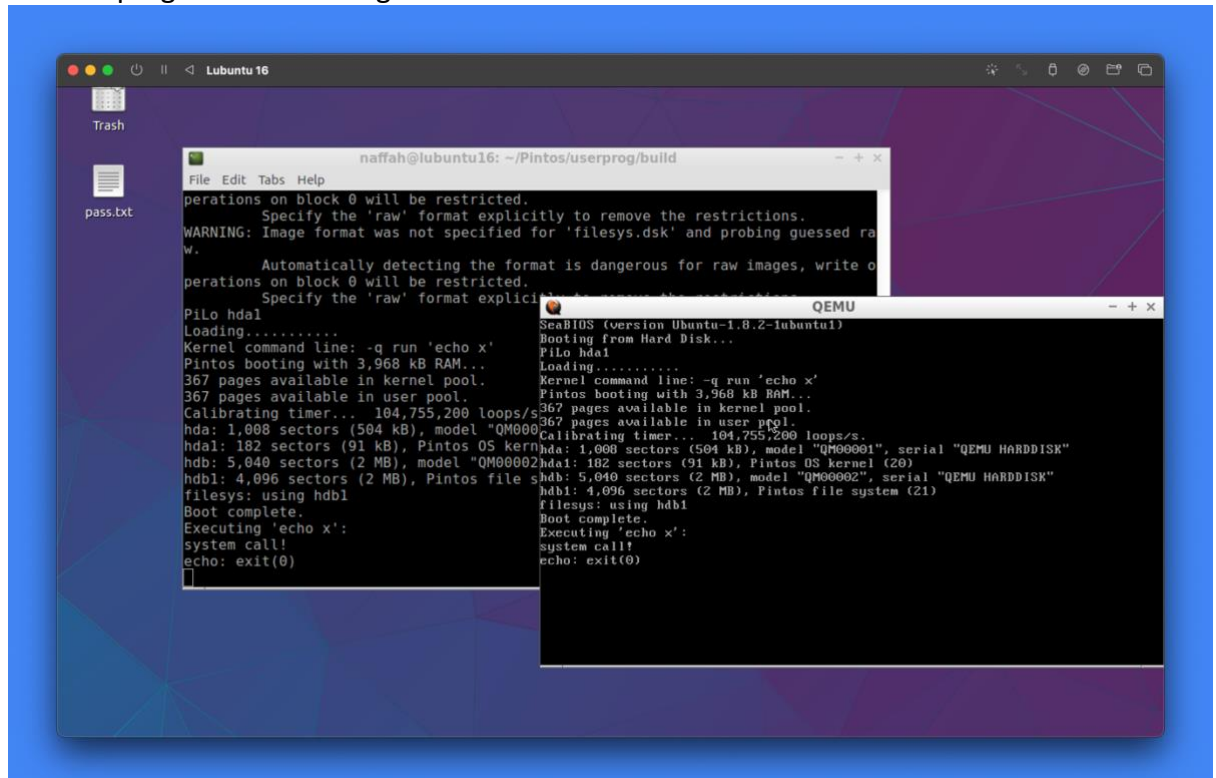 Lubuntu 16
Trash
pass.txt
naffah@lubuntu16: ~/Pintos/userprog/build
File Edit Tabs Help
perations on block 0 will be restricted.
Specify the 'raw' format explicitly to remove the restrictions.
WARNING: Image format was not specified for 'filesys.dsk' and probing guessed ra
w.
Automatically detecting the format is dangerous for raw images, write o
perations on block 0 will be restricted.
Specify the 'raw' format explici
PiLo hda1
Loading...........
Kernel command line: -q run 'echo x'
Pintos booting with 3,968 kB RAM...
367 pages available in kernel pool.
367 pages available in user pool.
Calibrating timer... 104,755,200 loops/s
hda: 1,008 sectors (504 kB), model "QM000
hda1: 182 sectors (91 kB), Pintos OS kern
hdb: 5,040 sectors (2 MB), model "QM00002
hdb1: 4,096 sectors (2 MB), Pintos file s
filesys: using hdb1
Boot complete.
Executing 'echo x':
system call!
echo: exit(0)
QEMU
SeaBIOS (version Ubuntu-1.8.2-1ubuntu1)
Booting from Hard Disk...
PiLo hda1
Loading...........
Kernel command line: -q run 'echo x'
Pintos booting with 3,968 kB RAM...
367 pages available in kernel pool.
367 pages available in user pool.
Calibrating timer... 104,755,200 loops/s.
hda: 1,008 sectors (504 kB), model "QM00001", serial "QEMU HARDDISK"
hda1: 182 sectors (91 kB), Pintos OS kernel (20)
hdb: 5,040 sectors (2 MB), model "QM00002", serial "QEMU HARDDISK"
hdb1: 4,096 sectors (2 MB), Pintos file system (21)
filesys: using hdb1
Boot complete.
Executing 'echo x':
system call!
echo: exit(0)